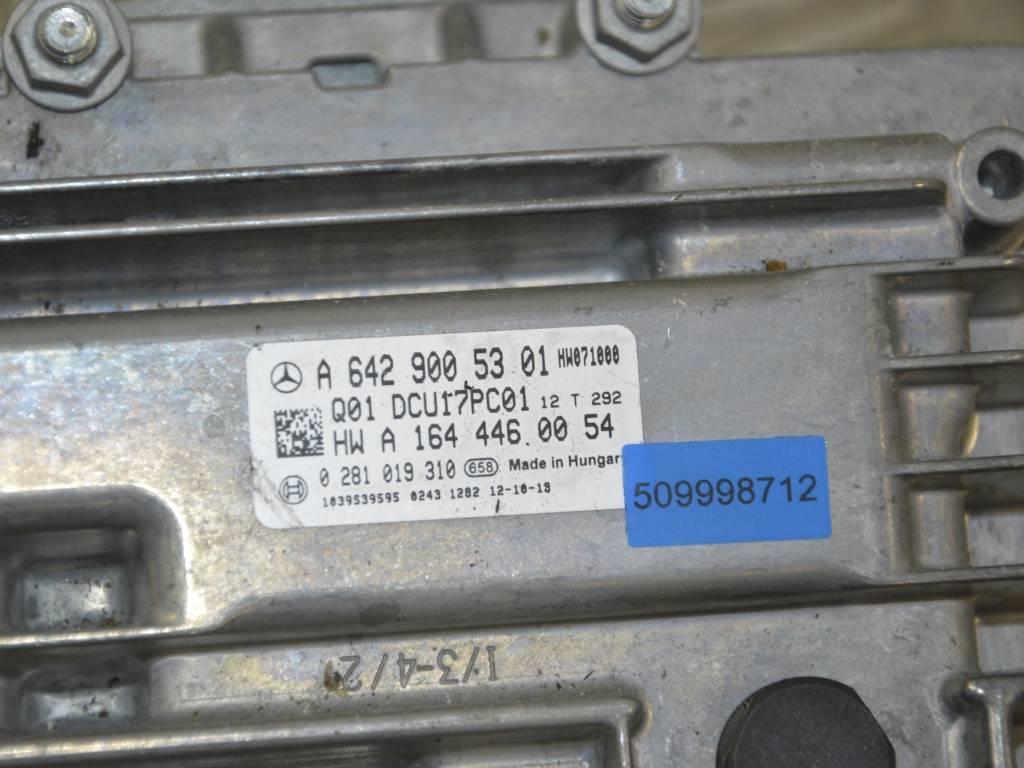 A 642 900 53 01 HW071000
Q01 DCU17PC01 12 T 292
HW A 164 446 00 54
0 281 019 310 658 Made in Hungary
1039S39595 0243 1282 12-10-18
509998712
1/3-4/2